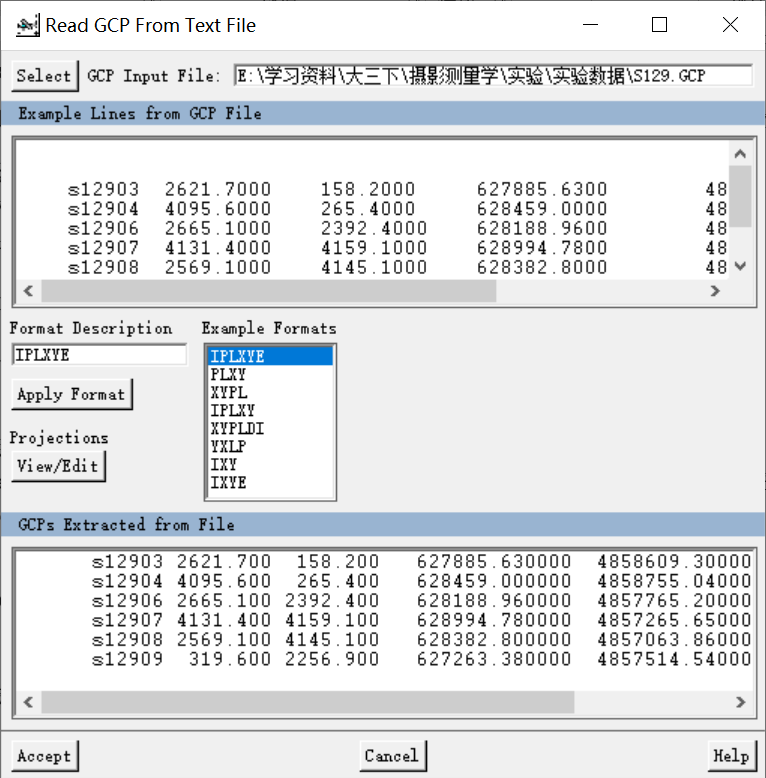 Read GCP From Text File
Select GCP Input File: E:\学习资料\大三下\摄影测量学\实验\实验数据\S129.GCP
Example Lines from GCP File
s12903 2621.7000 158.2000 627885.6300 48
s12904 4095.6000 265.4000 628459.0000 48
s12906 2665.1000 2392.4000 628188.9600 48
s12907 4131.4000 4159.1000 628994.7800 48
s12908 2569.1000 4145.1000 628382.8000 48
Format Description Example Formats
IPLXYE IPLXYE
PLXY
Apply Format XYPL
IPLXY
XYPLDI
Projections YXLP
View/Edit IXY
IXYE
GCPs Extracted from File
s12903 2621.700 158.200 627885.630000 4858609.30000
s12904 4095.600 265.400 628459.000000 4858755.04000
s12906 2665.100 2392.400 628188.960000 4857765.20000
s12907 4131.400 4159.100 628994.780000 4857265.65000
s12908 2569.100 4145.100 628382.800000 4857063.86000
s12909 319.600 2256.900 627263.380000 4857514.54000
Accept Cancel Help